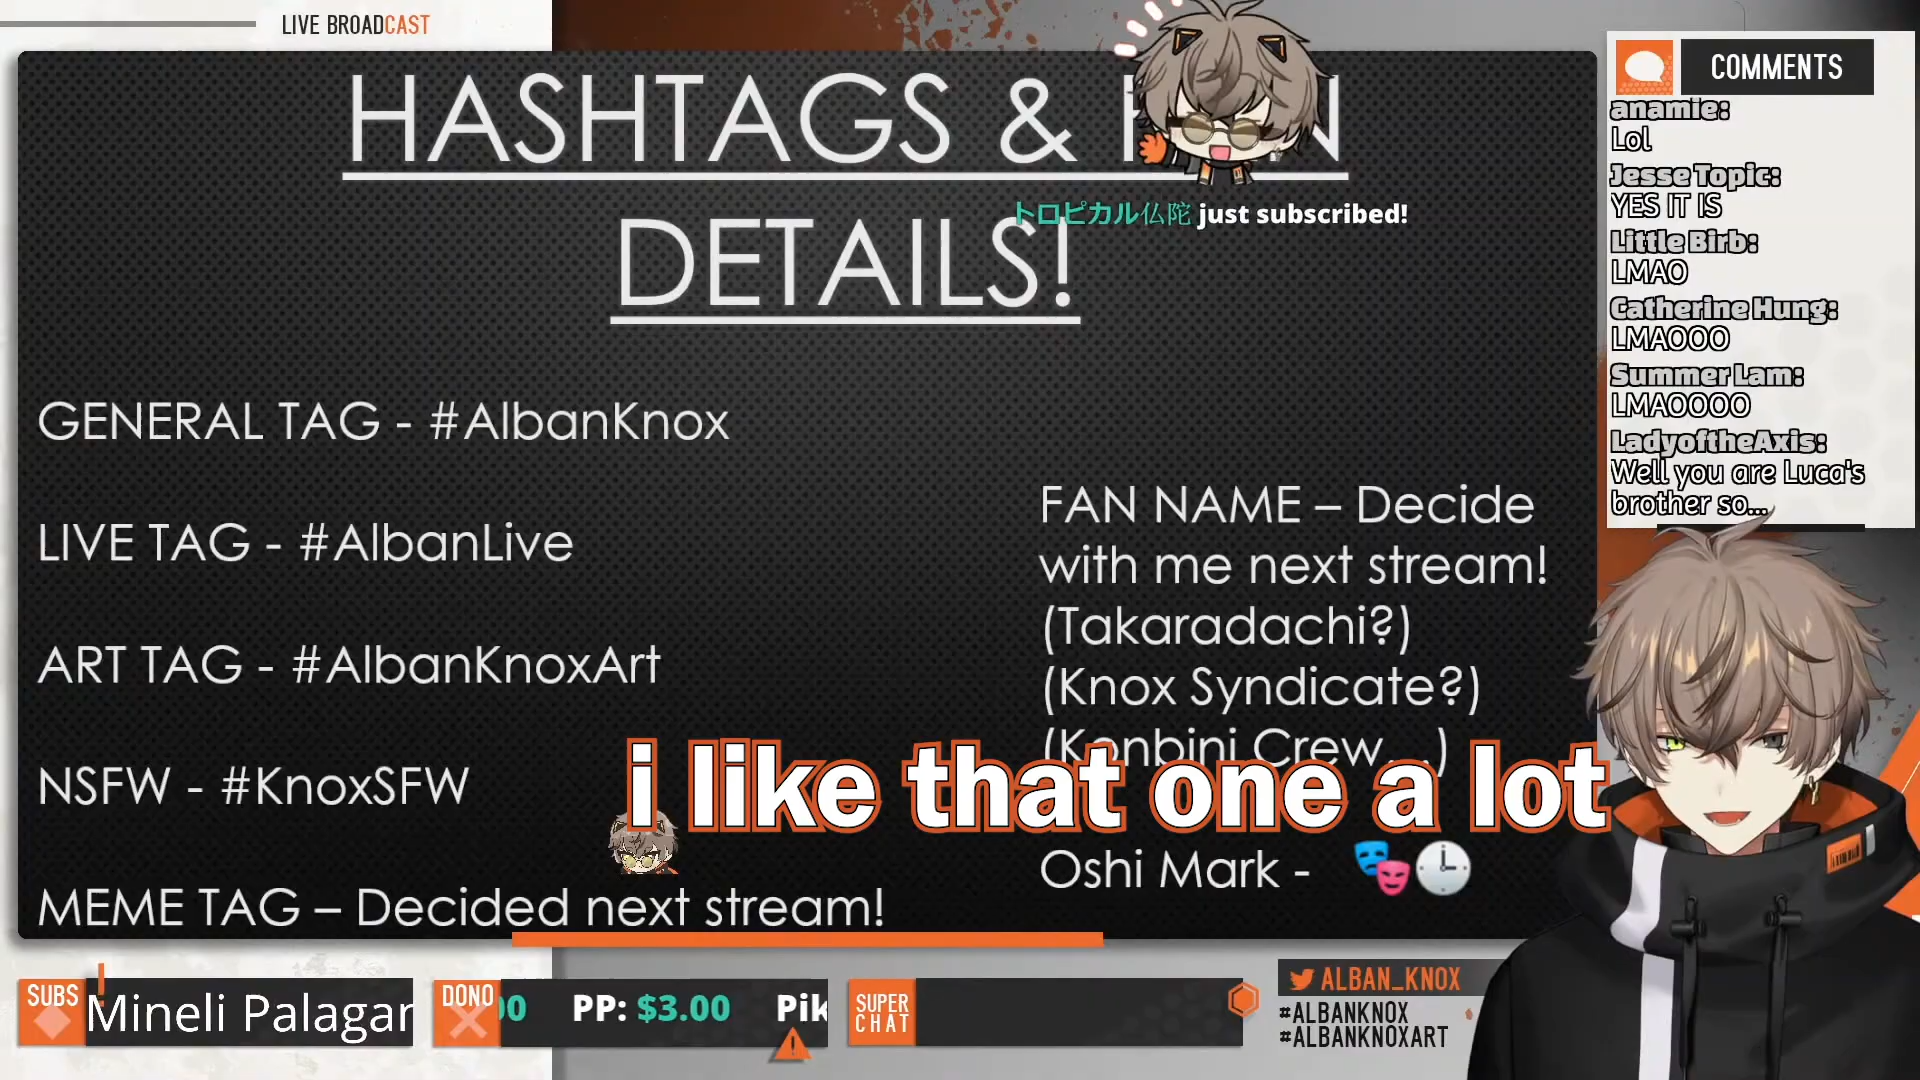 LIVE BROADCAST
HASHTAGS &
DETAILS!
トロピカル仏陀 just subscribed!
GENERAL TAG - #AlbanKnox
LIVE TAG - #AlbanLive
ART TAG - #AlbanKnoxArt
NSFW - #KnoxSFW
MEME TAG – Decided next stream!
FAN NAME – Decide
with me next stream!
(Takaradachi?)
(Knox Syndicate?)
(Konbini Crew...)
i like that one a lot
Oshi Mark -
COMMENTS
anamie:
Lol
Jesse Topic:
YES IT IS
Little Birb:
LMAO
Catherine Hung:
LMAOOO
Summer Lam:
LMAOOOO
LadyoftheAxis:
Well you are Luca's
brother so...
SUBS
Mineli Palagar
DONO
00 PP: $3.00 Pik
SUPER
CHAT
ALBAN_KNOX
#ALBANKNOX
#ALBANKNOXART